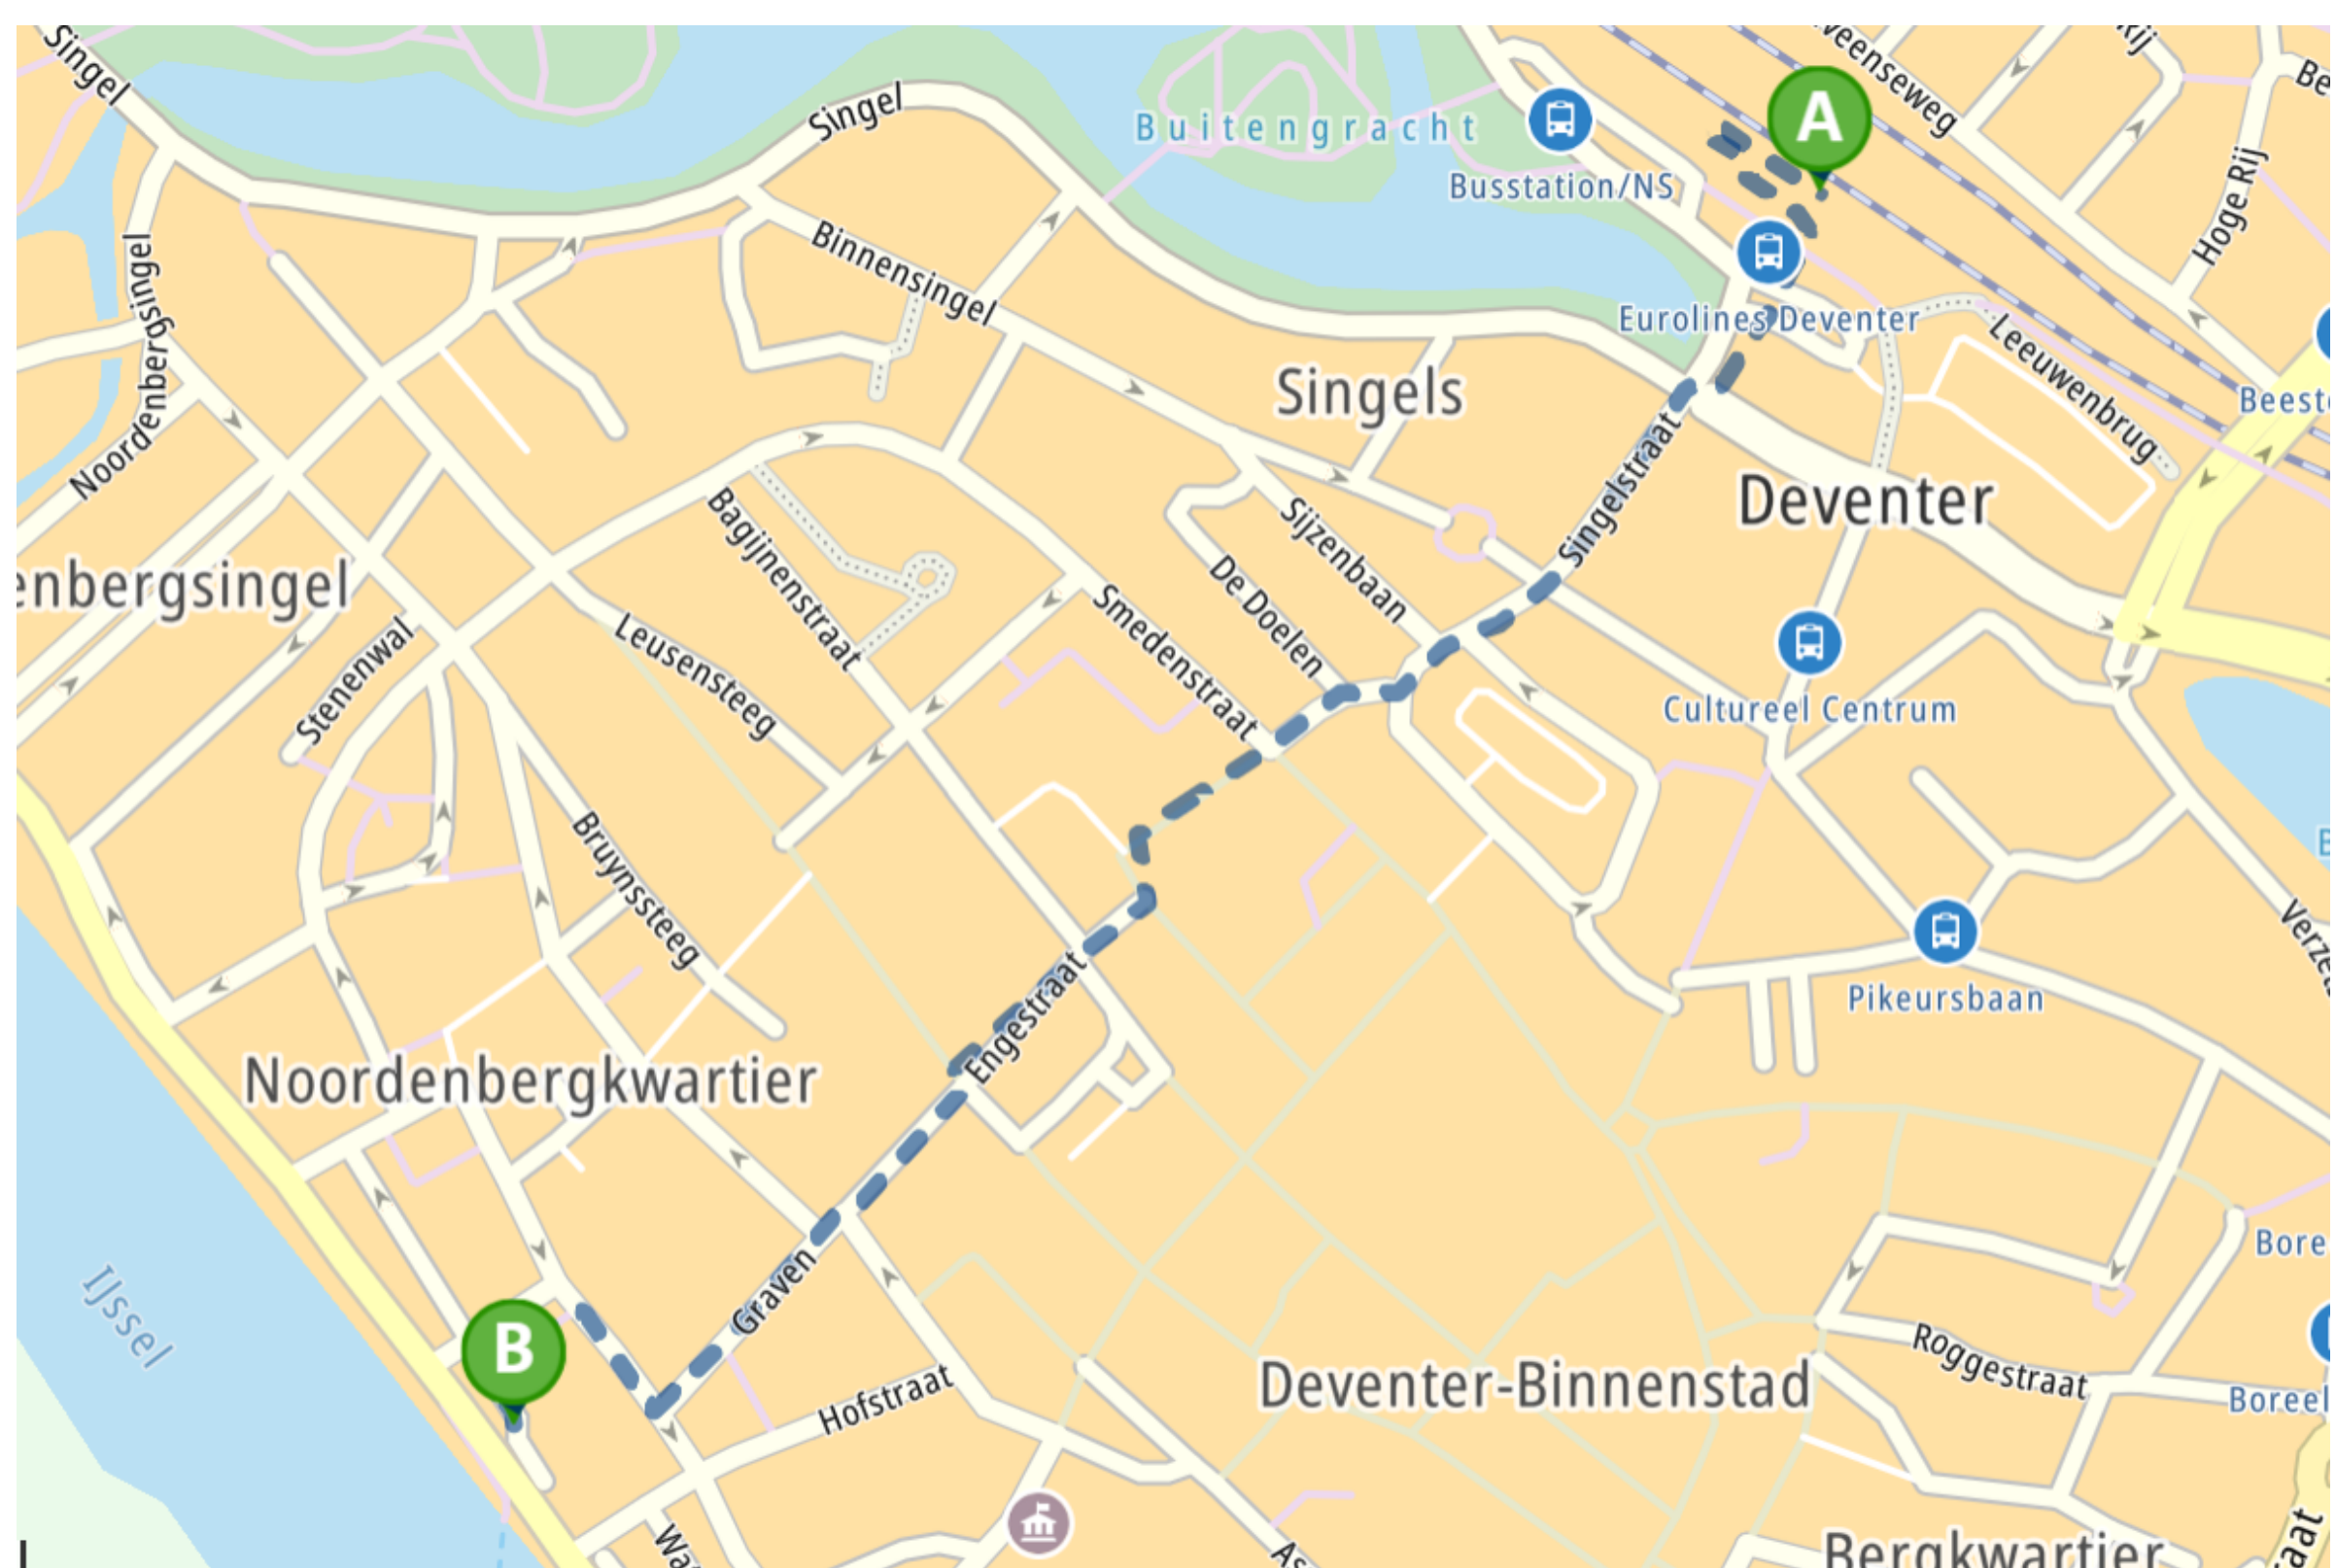 Singel
Singel
Buitengracht
A
Busstation/NS
Hoge Rij
Noordenbergsingel
Binnensingel
Eurolines Deventer
Leeuwenbrug
Singels
Singelstraat
Deventer
Bagijnenstraat
Sijzenbaan
De Doelen
Smedenstraat
Leusensteeg
Stenenwal
Cultureel Centrum
Bruynssteeg
Pikeursbaan
Engestraat
Noordenbergkwartier
IJssel
Graven
B
Hofstraat
Deventer-Binnenstad
Roggestraat
Bergkwartier